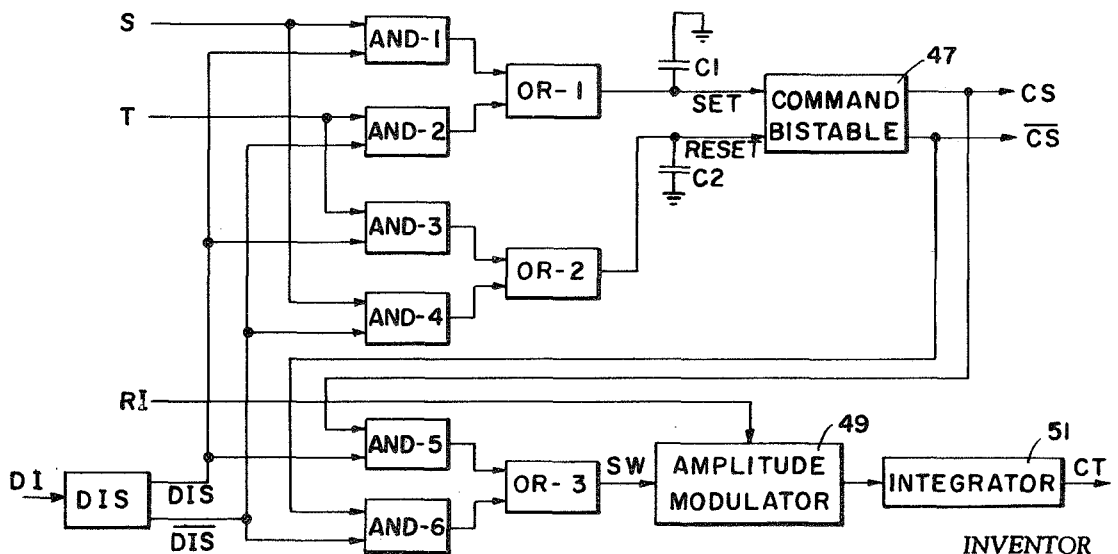 S
AND-1
OR-1
C1
SET
47
COMMAND
BISTABLE
CS
T
AND-2
RESET
C2
C̅S̅
AND-3
OR-2
AND-4
RI
AND-5
49
51
DI
DIS
DIS
D̅I̅S̅
OR-3
SW
AMPLITUDE
MODULATOR
INTEGRATOR
CT
AND-6
INVENTOR